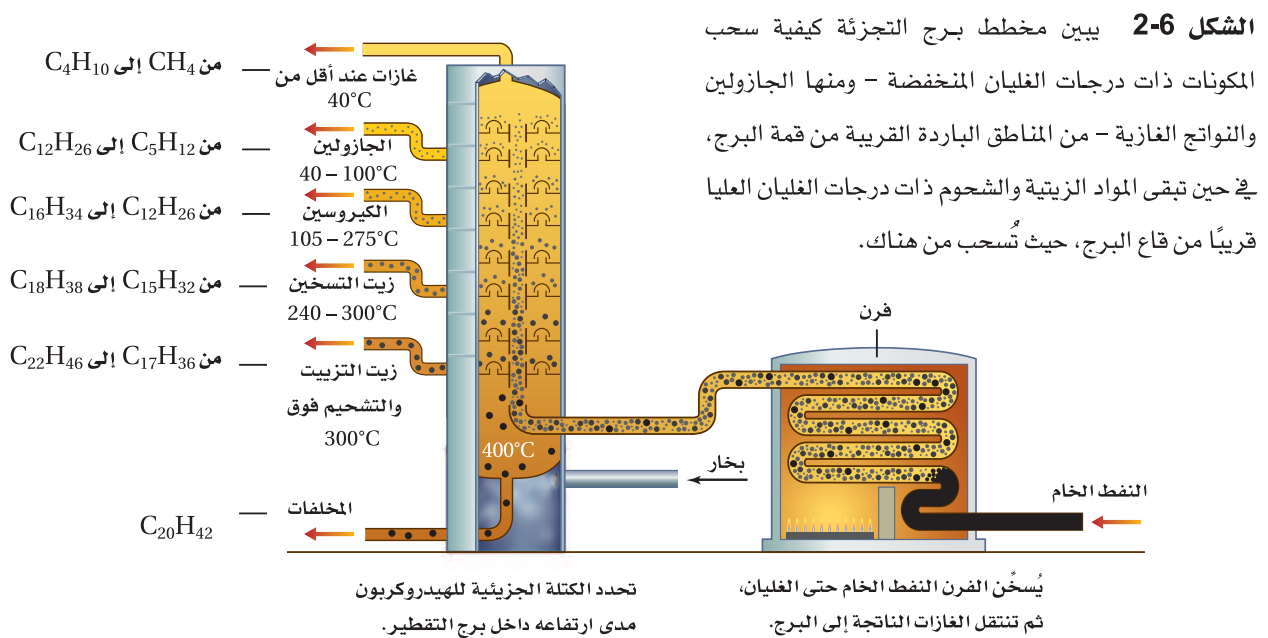 الشكل 6-2 يبين مخطط برج التجزئة كيفية سحب
المكونات ذات درجات الغليان المنخفضة – ومنها الجازولين
والنواتج الغازية – من المناطق الباردة القريبة من قمة البرج،
في حين تبقى المواد الزيتية والشحوم ذات درجات الغليان العليا
قريبًا من قاع البرج، حيث تُسحب من هناك.
غازات عند أقل من
40°C
من CH₄ إلى C₄H₁₀
الجازولين
40 – 100°C
من C₅H₁₂ إلى C₁₂H₂₆
الكيروسين
105 – 275°C
من C₁₂H₂₆ إلى C₁₆H₃₄
زيت التسخين
240 – 300°C
من C₁₅H₃₂ إلى C₁₈H₃₈
زيت التزييت
والتشحيم فوق
300°C
من C₁₇H₃₆ إلى C₂₂H₄₆
المخلفات
C₂₀H₄₂
400°C
بخار
فرن
النفط الخام
يُسخَّن الفرن النفط الخام حتى الغليان،
ثم تنتقل الغازات الناتجة إلى البرج.
تحدد الكتلة الجزيئية للهيدروكربون
مدى ارتفاعه داخل برج التقطير.